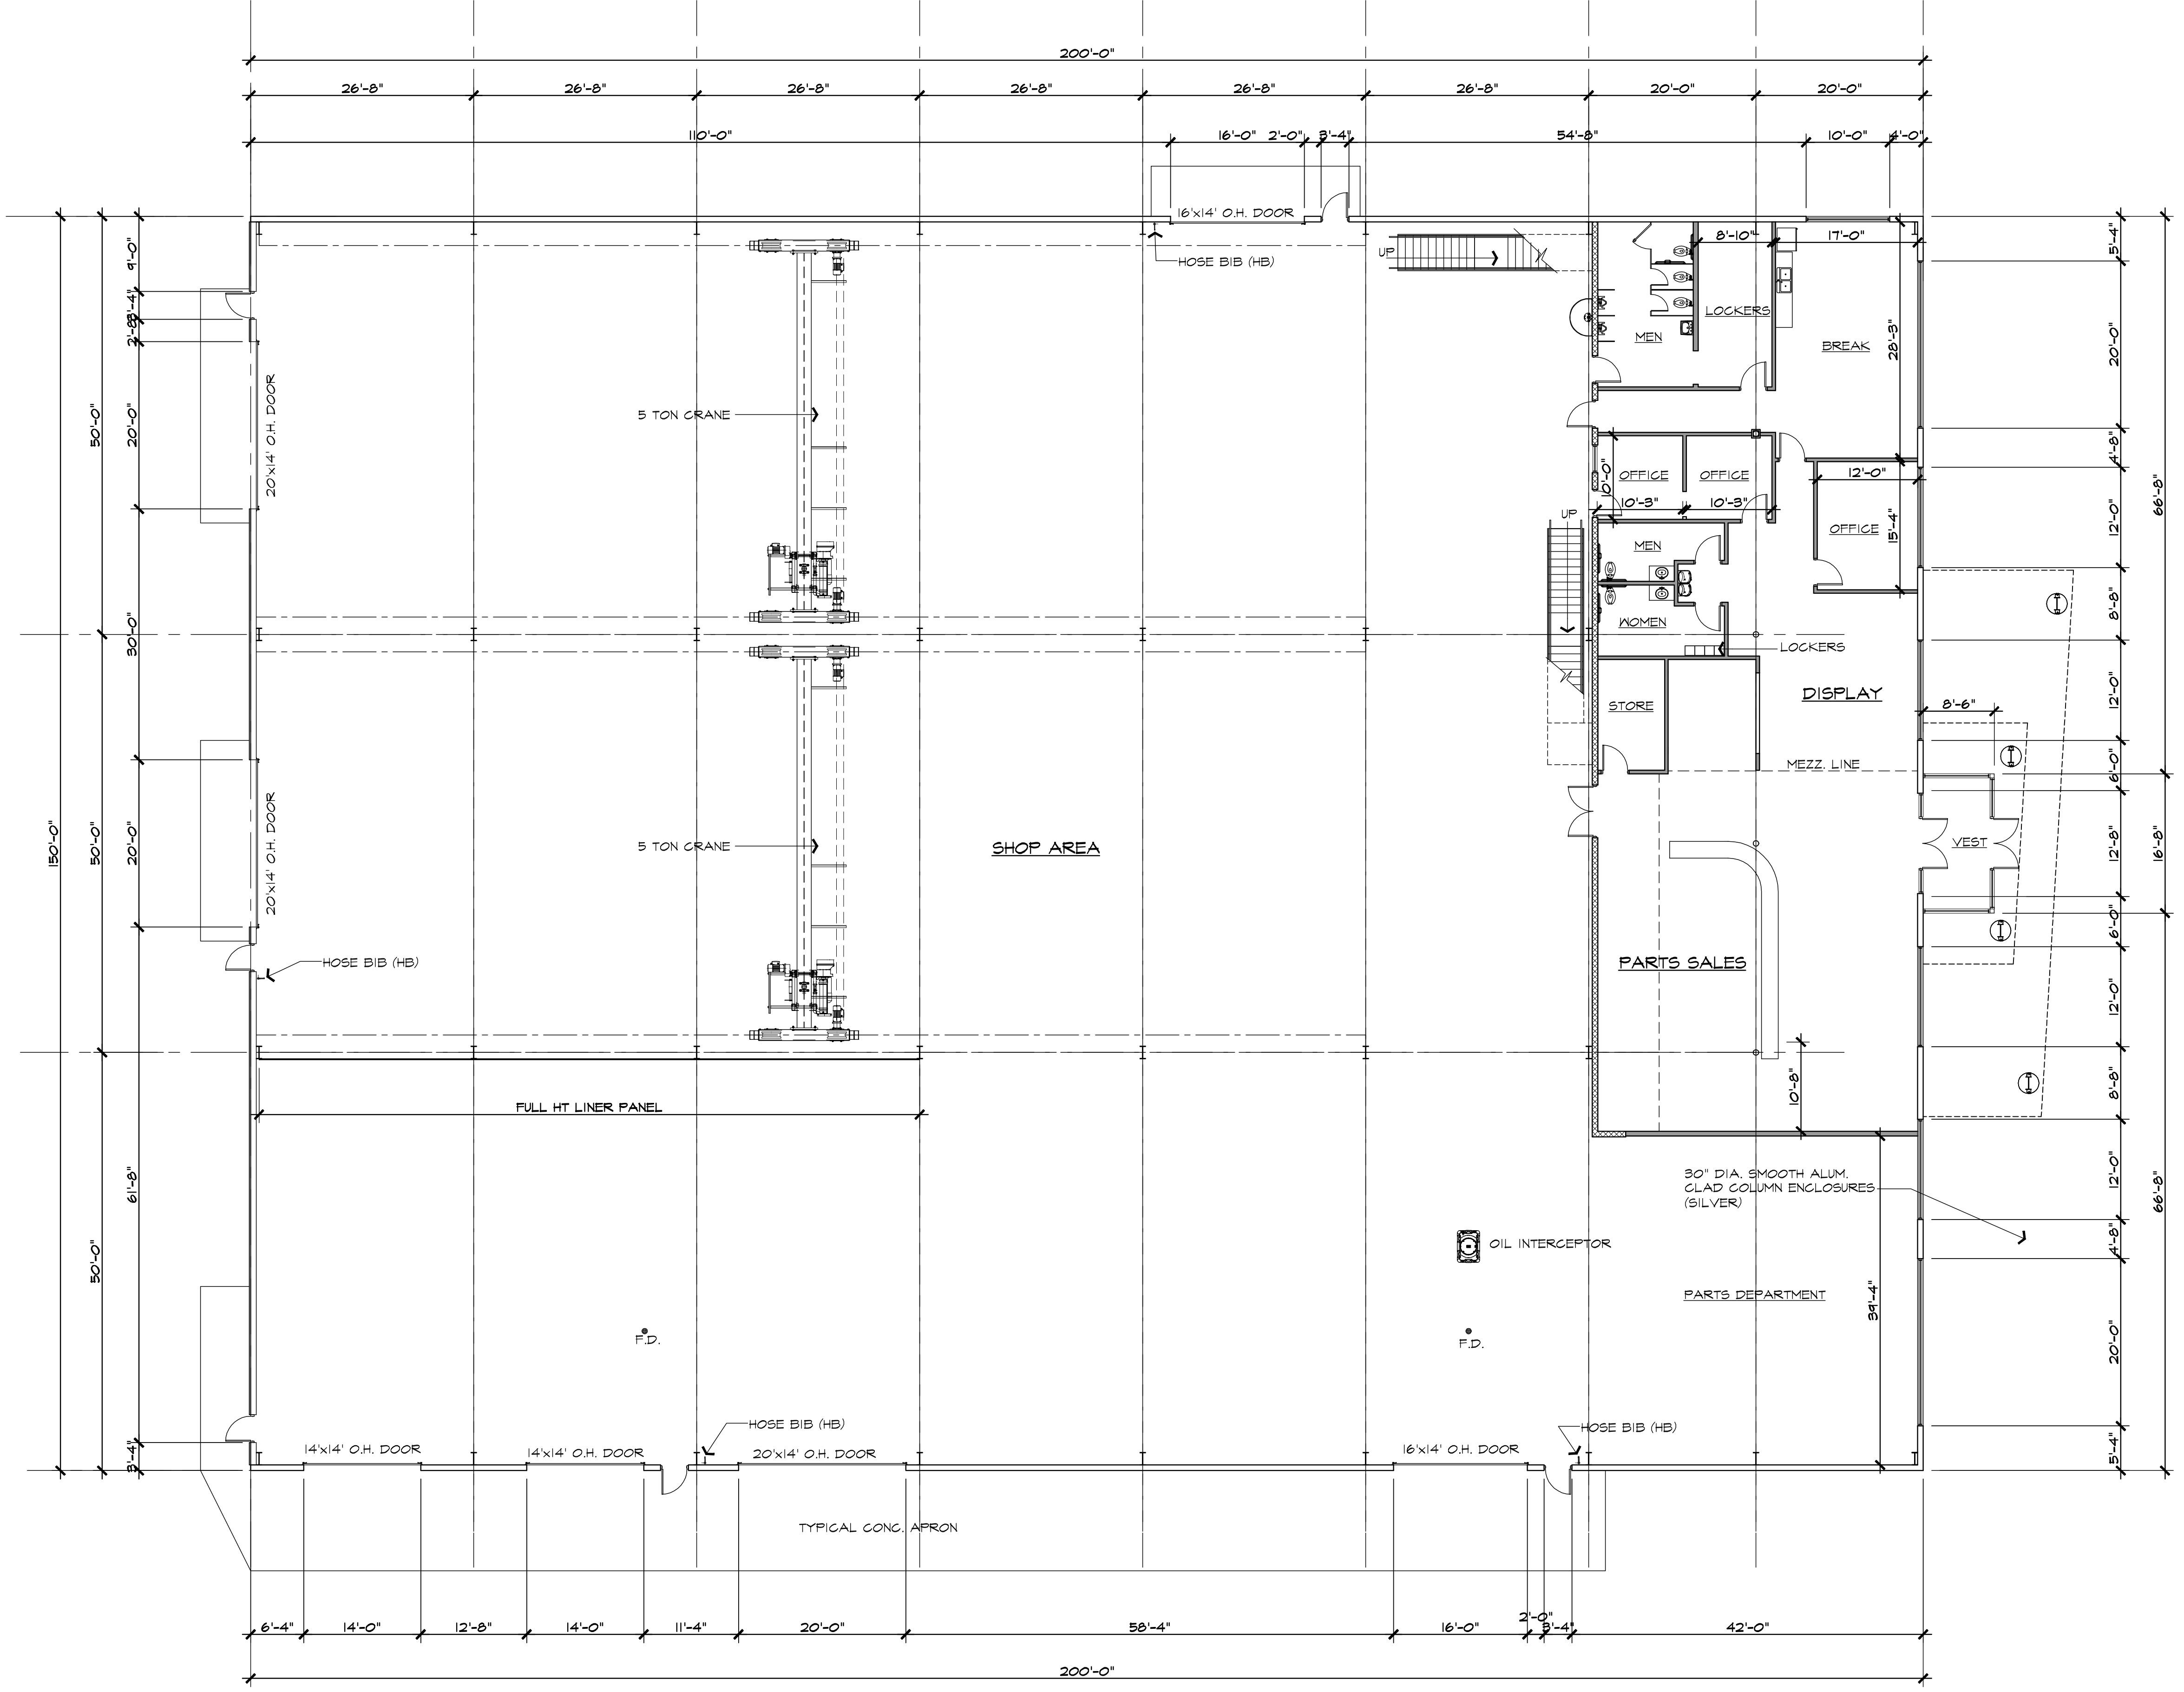 200'-0"
26'-8" 26'-8" 26'-8" 26'-8" 26'-8" 26'-8" 20'-0" 20'-0"
110'-0" 16'-0" 2'-0" 3'-4" 54'-8" 10'-0" 4'-0"
16'x14' O.H. DOOR
HOSE BIB (HB)
UP
8'-10"
17'-0"
9'-0"
3'-4"
2'-8"
20'-0"
30'-0"
20'-0"
61'-8"
3'-4"
50'-0"
50'-0"
50'-0"
150'-0"
20'x14' O.H. DOOR
20'x14' O.H. DOOR
5 TON CRANE
5 TON CRANE
SHOP AREA
HOSE BIB (HB)
FULL HT LINER PANEL
LOCKERS
MEN
BREAK
28'-3"
10'-0"
OFFICE
OFFICE
10'-3"
10'-3"
12'-0"
OFFICE
15'-4"
UP
MEN
WOMEN
LOCKERS
STORE
DISPLAY
8'-6"
MEZZ. LINE
VEST
PARTS SALES
10'-8"
30" DIA. SMOOTH ALUM.
CLAD COLUMN ENCLOSURES
(SILVER)
OIL INTERCEPTOR
PARTS DEPARTMENT
39'-4"
F.D.
F.D.
5'-4"
20'-0"
4'-8"
12'-0"
8'-8"
12'-0"
6'-0"
12'-8"
6'-0"
12'-0"
8'-8"
12'-0"
4'-8"
20'-0"
5'-4"
66'-8"
16'-8"
66'-8"
HOSE BIB (HB)
HOSE BIB (HB)
14'x14' O.H. DOOR
14'x14' O.H. DOOR
20'x14' O.H. DOOR
16'x14' O.H. DOOR
TYPICAL CONC. APRON
6'-4" 14'-0" 12'-8" 14'-0" 11'-4" 20'-0" 58'-4" 16'-0" 2'-0" 3'-4" 42'-0"
200'-0"